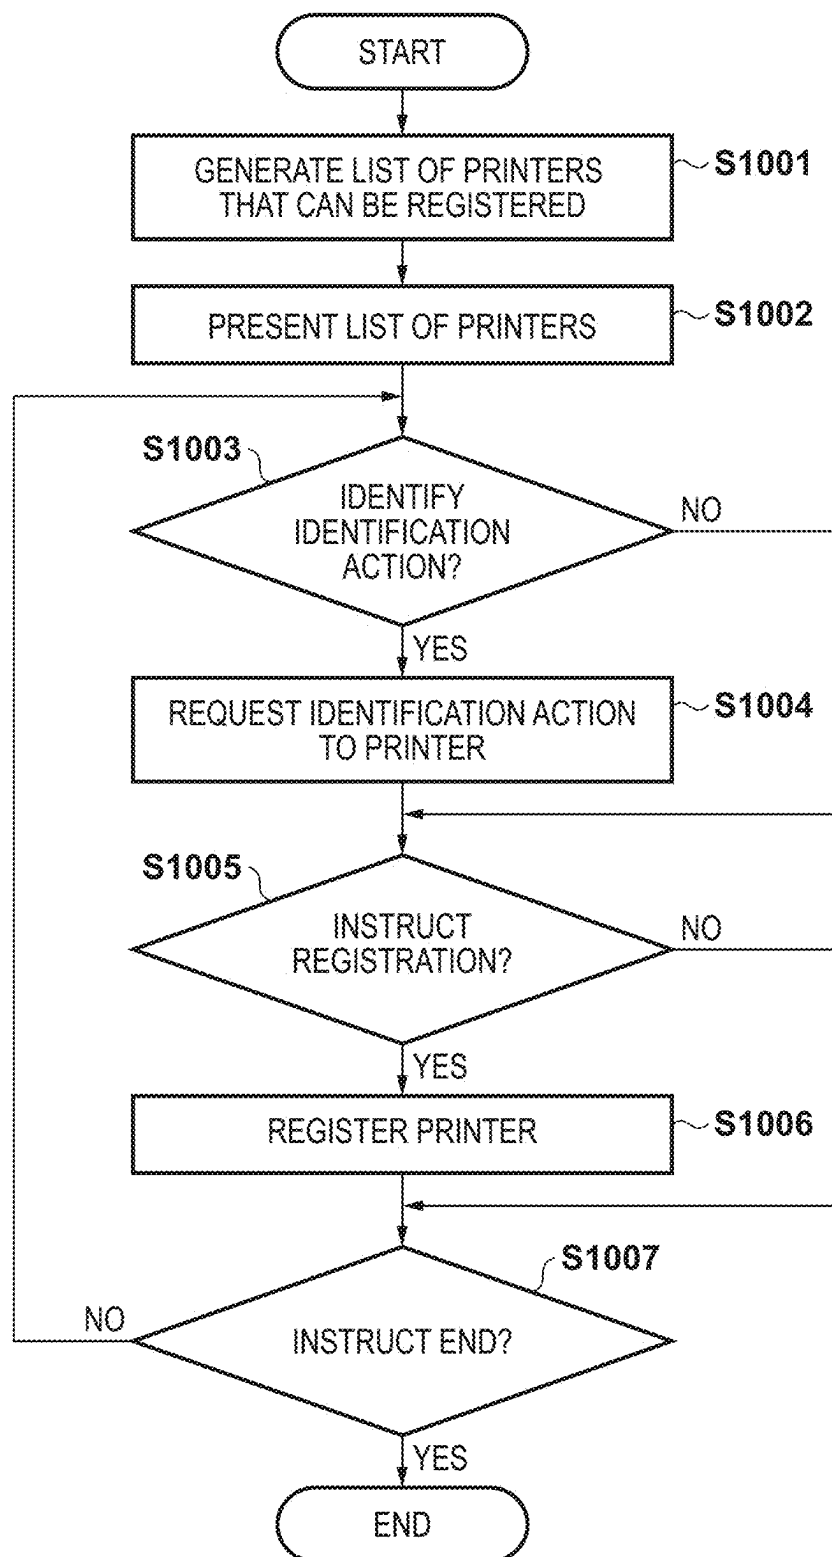 START
GENERATE LIST OF PRINTERS
THAT CAN BE REGISTERED
S1001
PRESENT LIST OF PRINTERS
S1002
S1003
IDENTIFY
IDENTIFICATION
ACTION?
NO
YES
REQUEST IDENTIFICATION ACTION
TO PRINTER
S1004
S1005
INSTRUCT
REGISTRATION?
NO
YES
REGISTER PRINTER
S1006
S1007
INSTRUCT END?
NO
YES
END